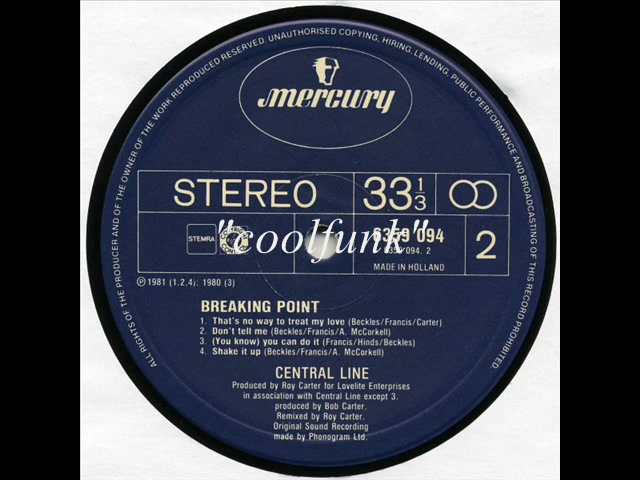 ALL RIGHTS OF THE PRODUCER AND OF THE OWNER OF THE WORK REPRODUCED RESERVED. UNAUTHORISED COPYING, HIRING, LENDING, PUBLIC PERFORMANCE AND BROADCASTING OF THIS RECORD PROHIBITED.
mercury
STEREO
33 1/3
STEMRA
"coolfunk"
6359 094
6359 094. 2
2
MADE IN HOLLAND
℗ 1981 (1,2,4); 1980 (3)
BREAKING POINT
1. That's no way to treat my love (Beckles/Francis/Carter)
2. Don't tell me (Beckles/Francis/A. McCorkell)
3. (You know) you can do it (Francis/Hinds/Beckles)
4. Shake it up (Beckles/Francis/A. McCorkell)
CENTRAL LINE
Produced by Roy Carter for Lovelite Enterprises
in association with Central Line except 3.
produced by Bob Carter.
Remixed by Roy Carter.
Original Sound Recording
made by Phonogram Ltd.